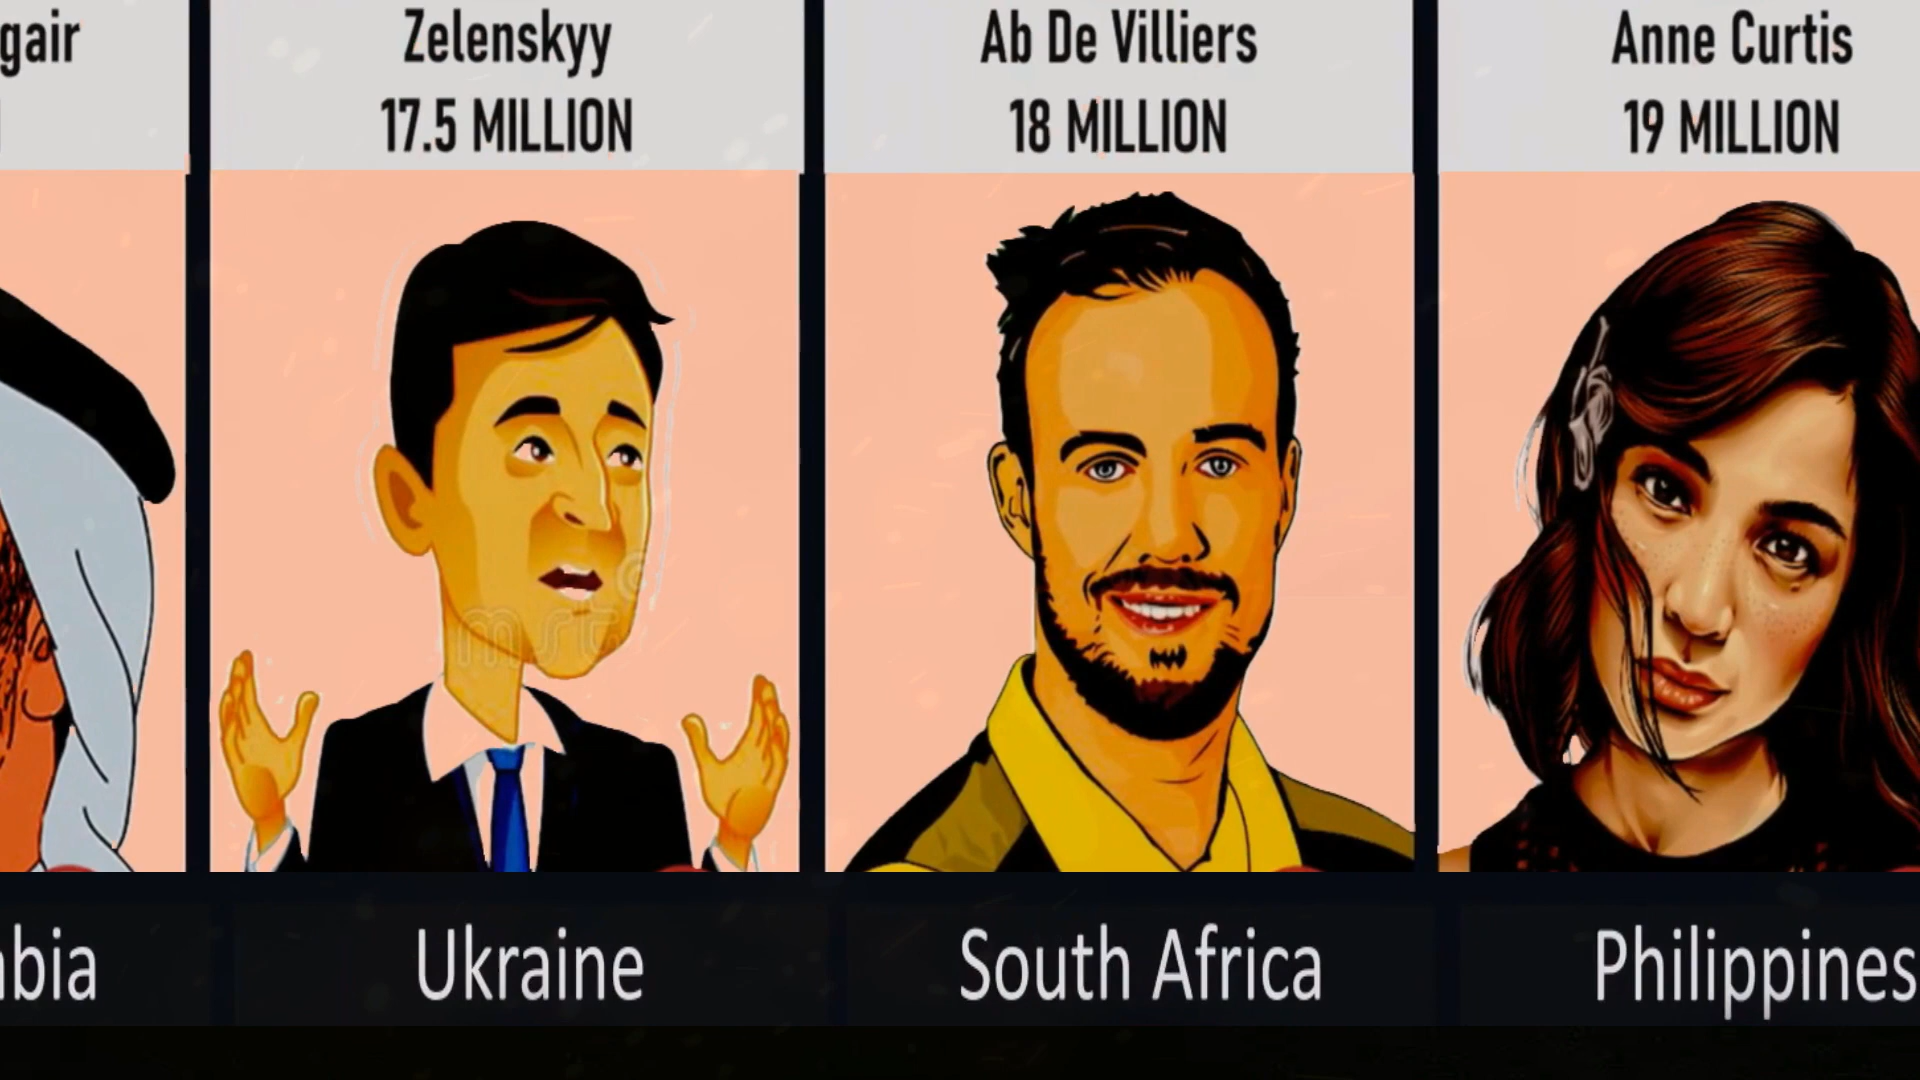 gair
Zelenskyy
17.5 MILLION
Ab De Villiers
18 MILLION
Anne Curtis
19 MILLION
bia
Ukraine
South Africa
Philippines